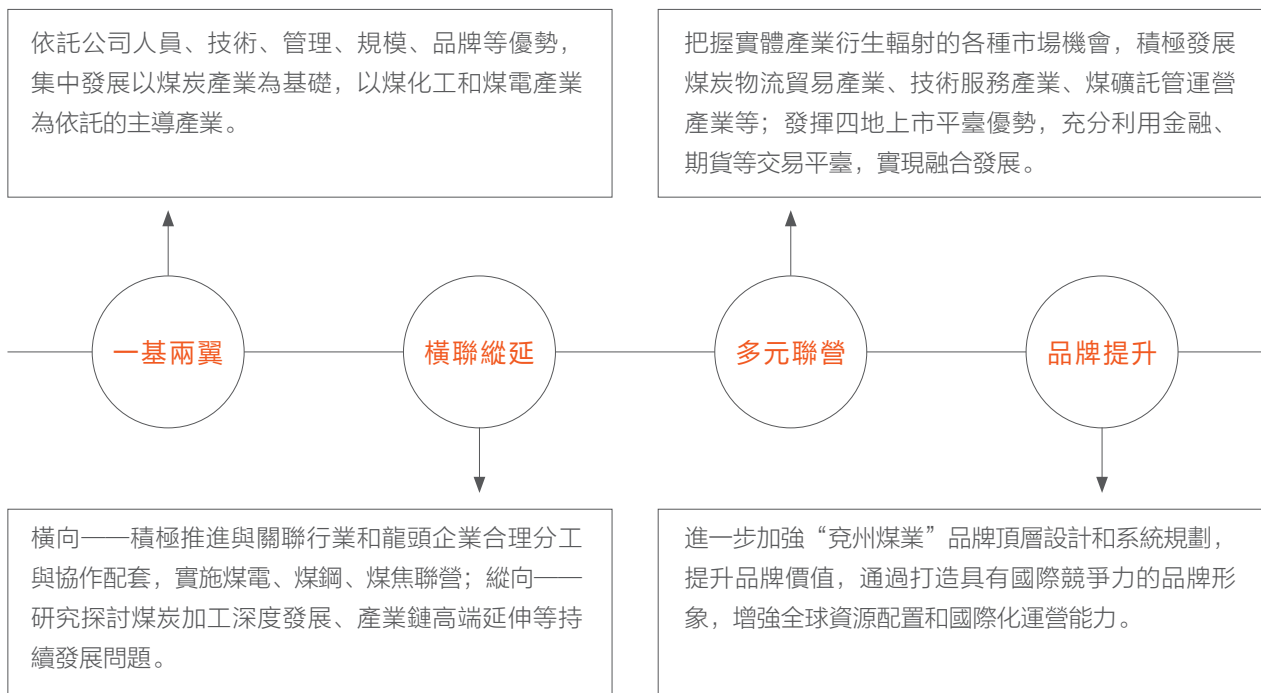 依託公司人員、技術、管理、規模、品牌等優勢，
集中發展以煤炭產業為基礎，以煤化工和煤電產業
為依託的主導產業。
把握實體產業衍生輻射的各種市場機會，積極發展
煤炭物流貿易產業、技術服務產業、煤礦託管運營
產業等；發揮四地上市平臺優勢，充分利用金融、
期貨等交易平臺，實現融合發展。
一基兩翼
橫聯縱延
多元聯營
品牌提升
橫向——積極推進與關聯行業和龍頭企業合理分工
與協作配套，實施煤電、煤鋼、煤焦聯營；縱向——
研究探討煤炭加工深度發展、產業鏈高端延伸等持
續發展問題。
進一步加強“兗州煤業”品牌頂層設計和系統規劃，
提升品牌價值，通過打造具有國際競爭力的品牌形
象，增強全球資源配置和國際化運營能力。